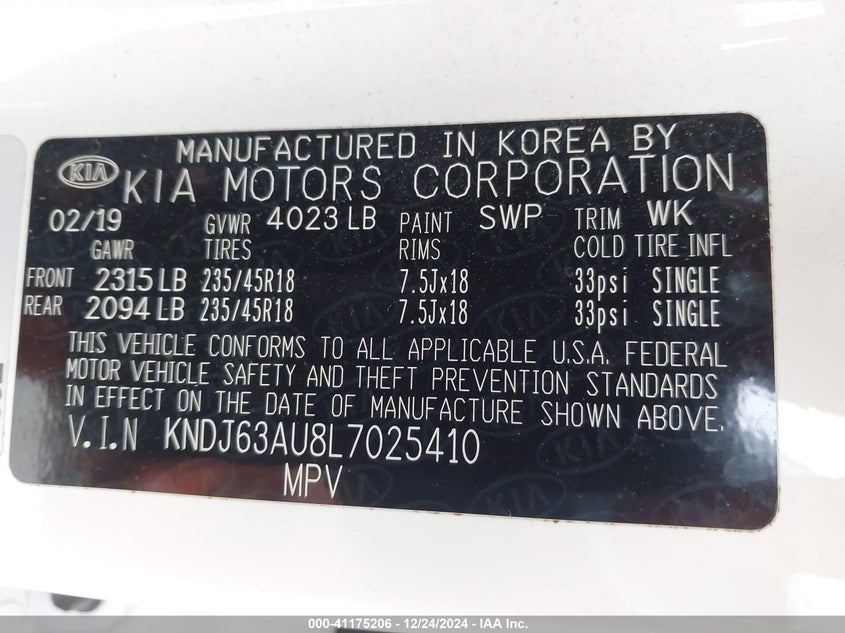 MANUFACTURED IN KOREA BY
KIA KIA MOTORS CORPORATION
02/19 GVWR 4023 LB PAINT SWP TRIM WK
GAWR TIRES RIMS COLD TIRE INFL
FRONT 2315 LB 235/45R18 7.5Jx18 33psi SINGLE
REAR 2094 LB 235/45R18 7.5Jx18 33psi SINGLE
THIS VEHICLE CONFORMS TO ALL APPLICABLE U.S.A. FEDERAL
MOTOR VEHICLE SAFETY AND THEFT PREVENTION STANDARDS
IN EFFECT ON THE DATE OF MANUFACTURE SHOWN ABOVE.
V.I.N KNDJ63AU8L7025410
MPV
000-41175206 - 12/24/2024 - IAA Inc.